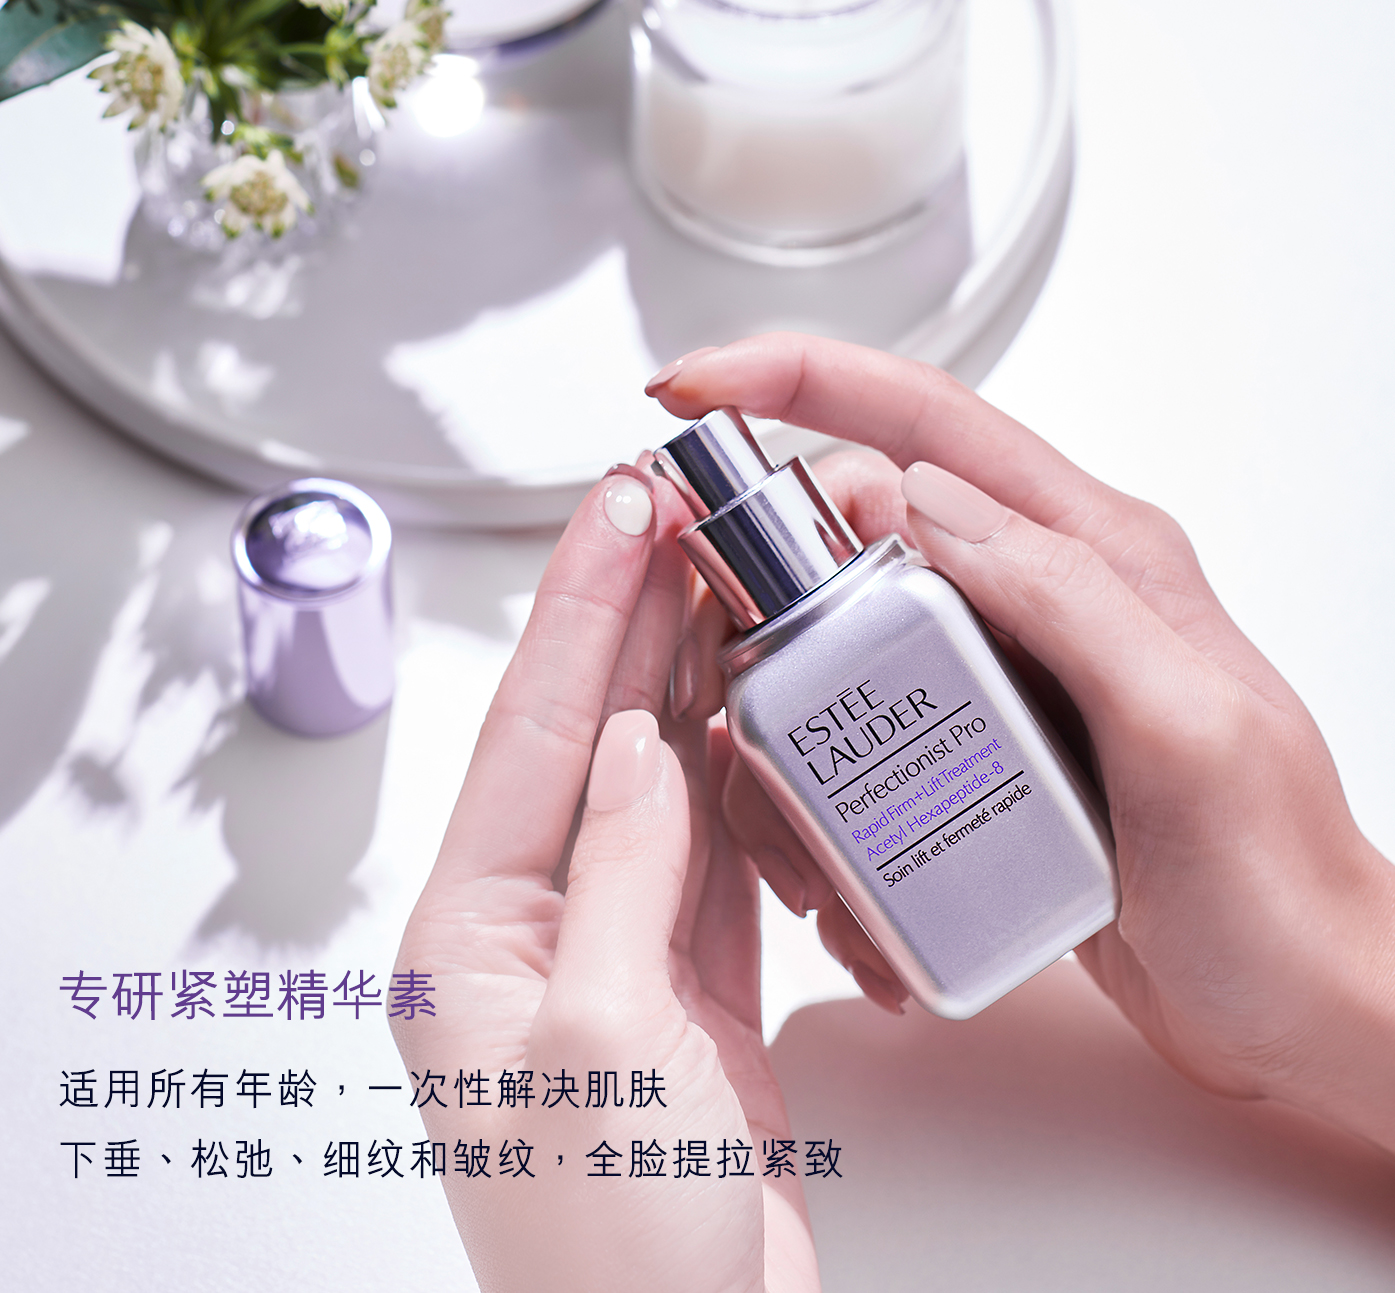 ESTĒE
LAUDER
Perfectionist Pro
Rapid Firm+Lift Treatment
Acetyl Hexapeptide-8
Soin lift et fermeté rapide
专研紧塑精华素
适用所有年龄，一次性解决肌肤
下垂、松弛、细纹和皱纹，全脸提拉紧致